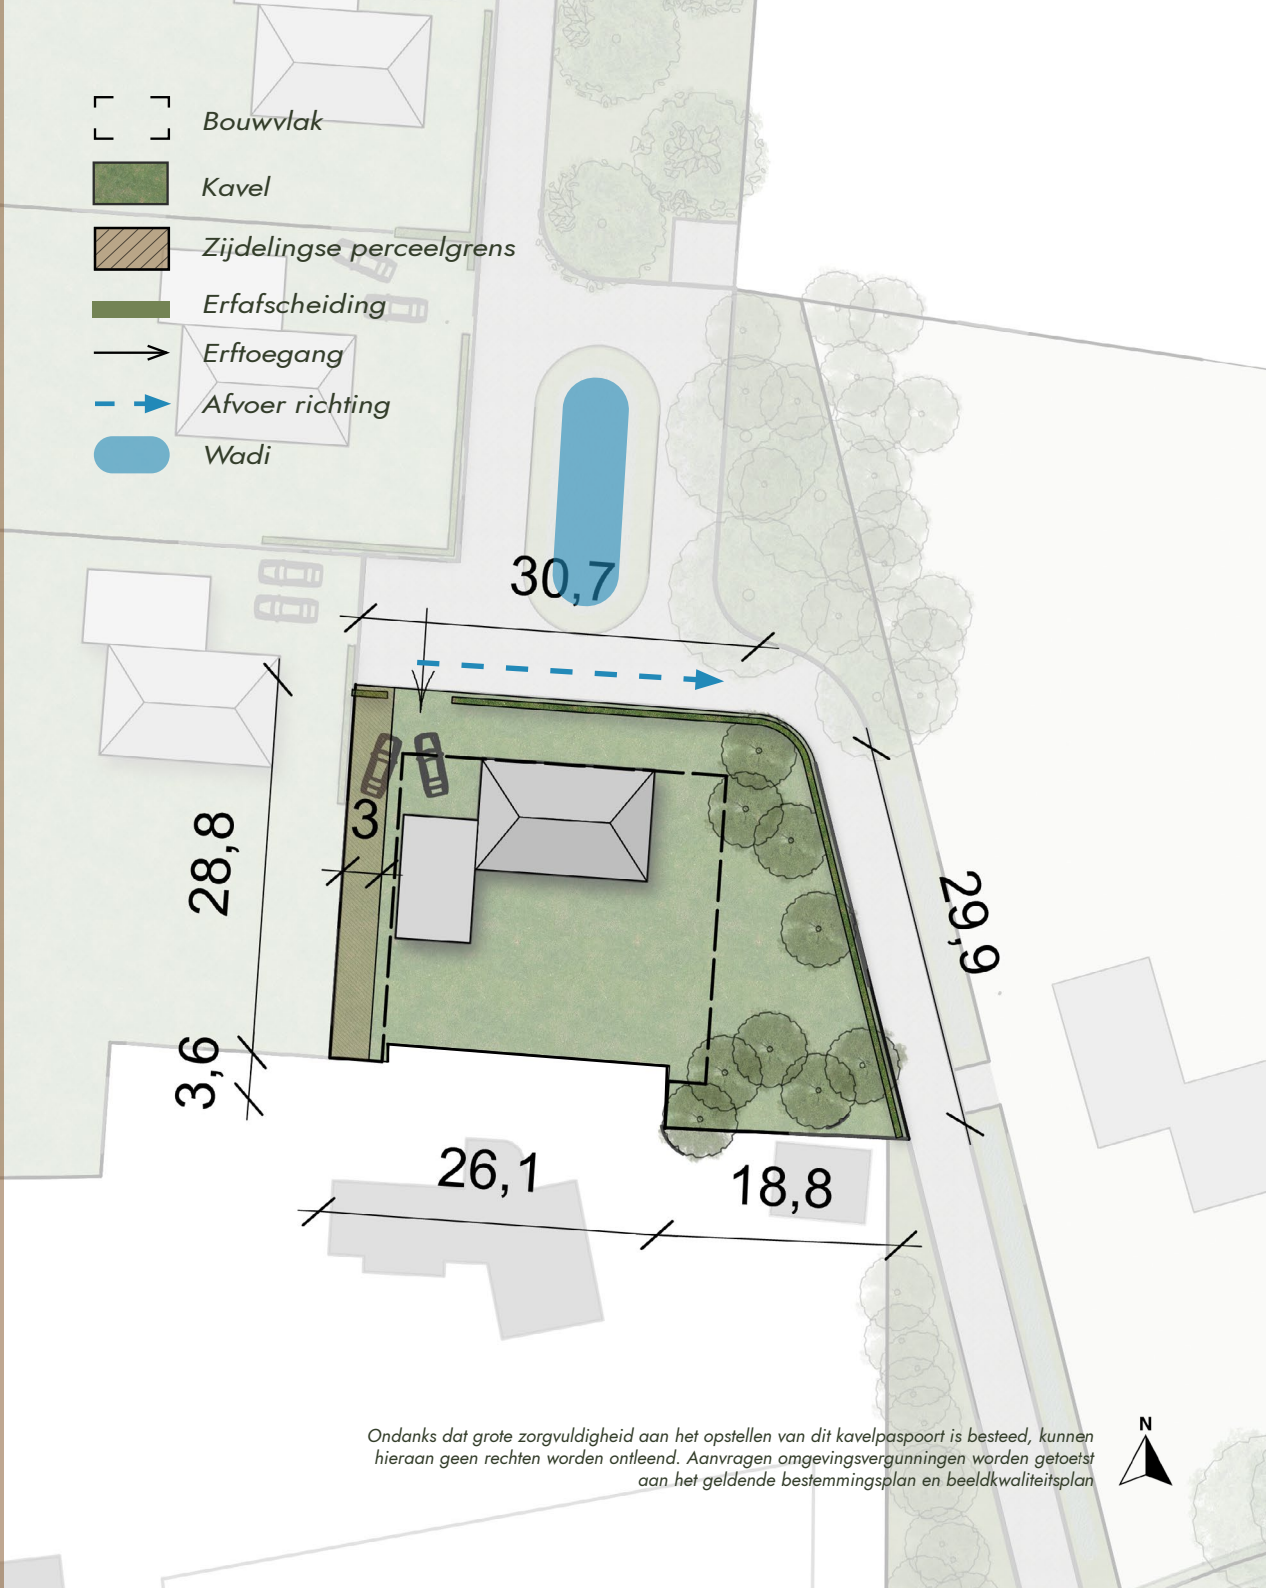 Bouwvlak
Kavel
Zijdelingse perceelgrens
Erfafscheiding
Erftoegang
Afvoer richting
Wadi
30,7
3
28,8
29,9
3,6
26,1
18,8
Ondanks dat grote zorgvuldigheid aan het opstellen van dit kavelpaspoort is besteed, kunnen
hieraan geen rechten worden ontleend. Aanvragen omgevingsvergunningen worden getoetst
aan het geldende bestemmingsplan en beeldkwaliteitsplan
N